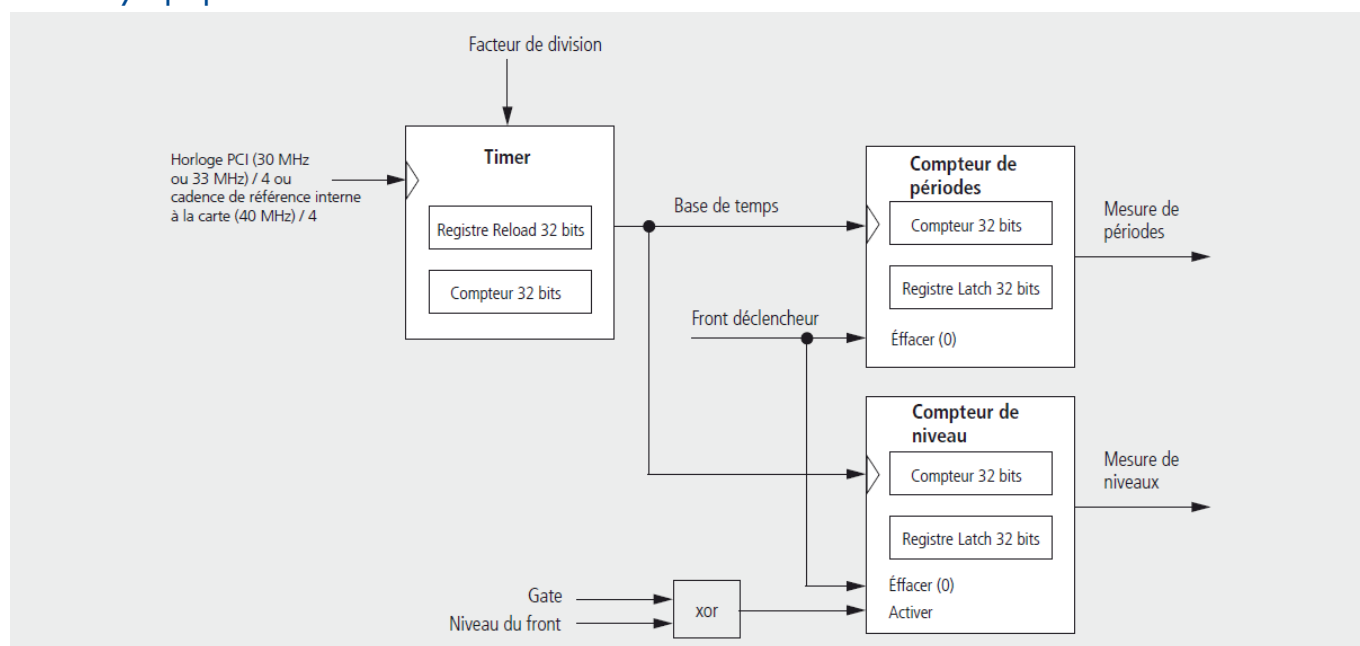 Facteur de division
Horloge PCI (30 MHz
ou 33 MHz) / 4 ou
cadence de référence interne
à la carte (40 MHz) / 4
Timer
Registre Reload 32 bits
Compteur 32 bits
Base de temps
Front déclencheur
Compteur de
périodes
Compteur 32 bits
Registre Latch 32 bits
Éffacer (0)
Mesure de
périodes
Compteur de
niveau
Compteur 32 bits
Registre Latch 32 bits
Éffacer (0)
Activer
Mesure de
niveaux
Gate
Niveau du front
xor